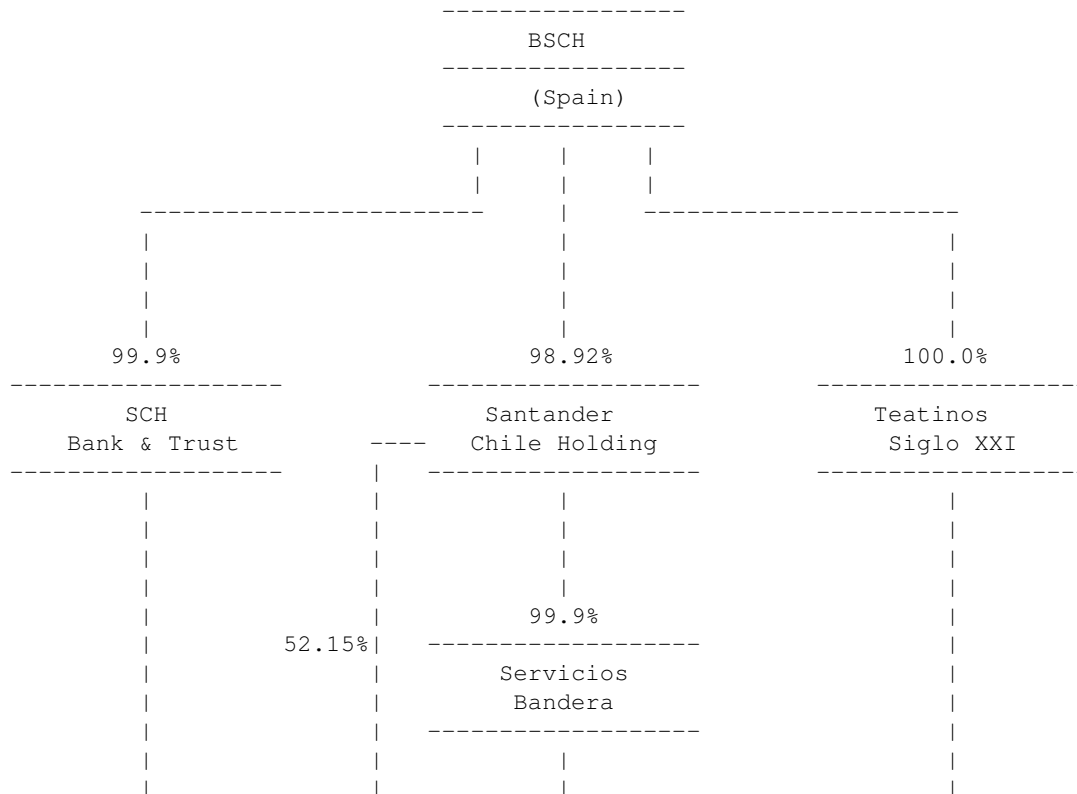 BSCH
(Spain)
99.9% 98.92% 100.0%
SCH Santander Teatinos
Bank & Trust Chile Holding Siglo XXI
99.9%
52.15%
Servicios
Bandera